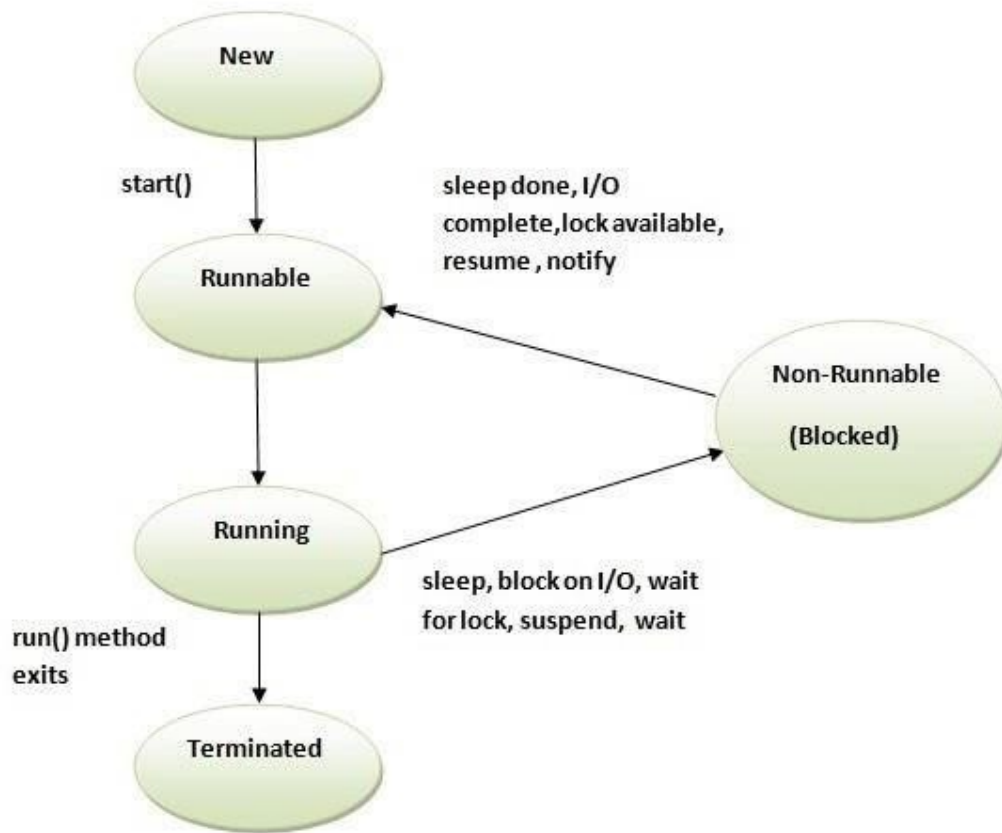 New
start()
sleep done, I/O
complete,lock available,
resume , notify
Runnable
Non-Runnable
(Blocked)
Running
sleep, block on I/O, wait
for lock, suspend, wait
run() method
exits
Terminated